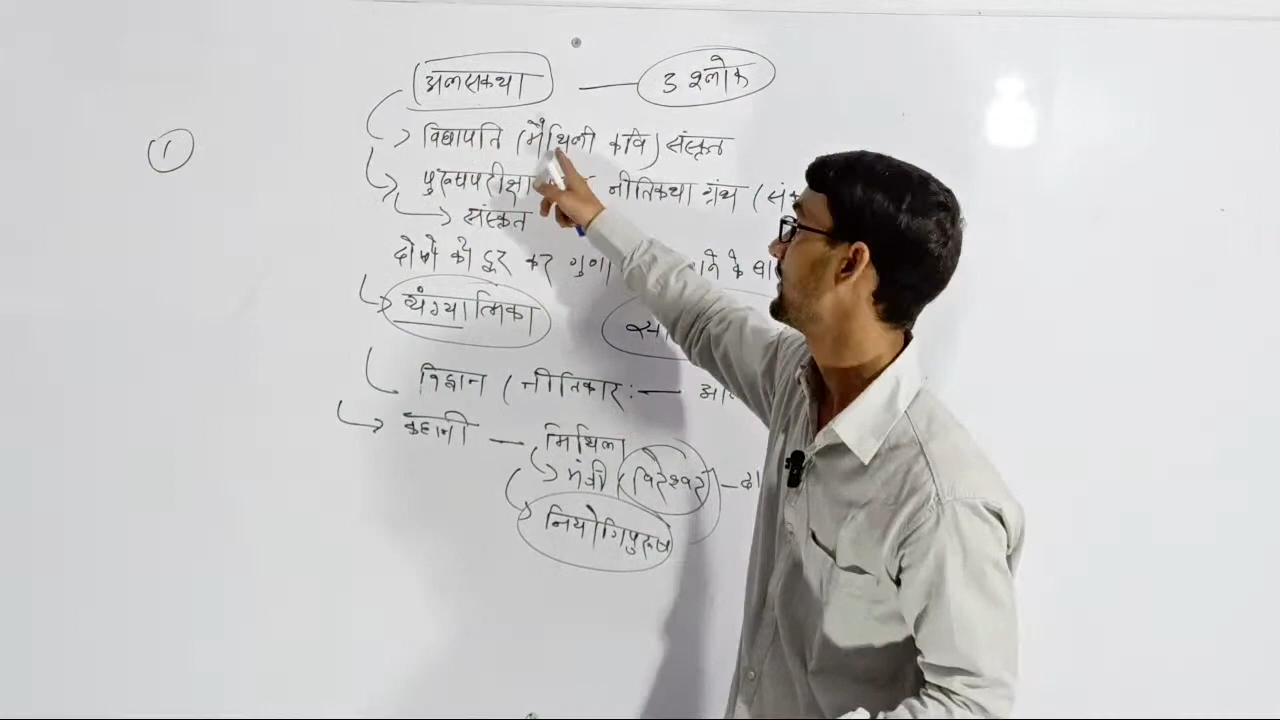 अलसकथा — 3 श्लोक
①
विद्यापति (मैथिली कवि) संस्कृत
पुरुषपरीक्षा नीतिकथा ग्रंथ (
संस्कृत
दोषो को दूर कर गुणो के
व्यंग्यात्मिका
विद्वान (नीतिकार: —
कहानी — मिथिला
मंत्री (विरेश्वर) —
नियोगिपुरुष